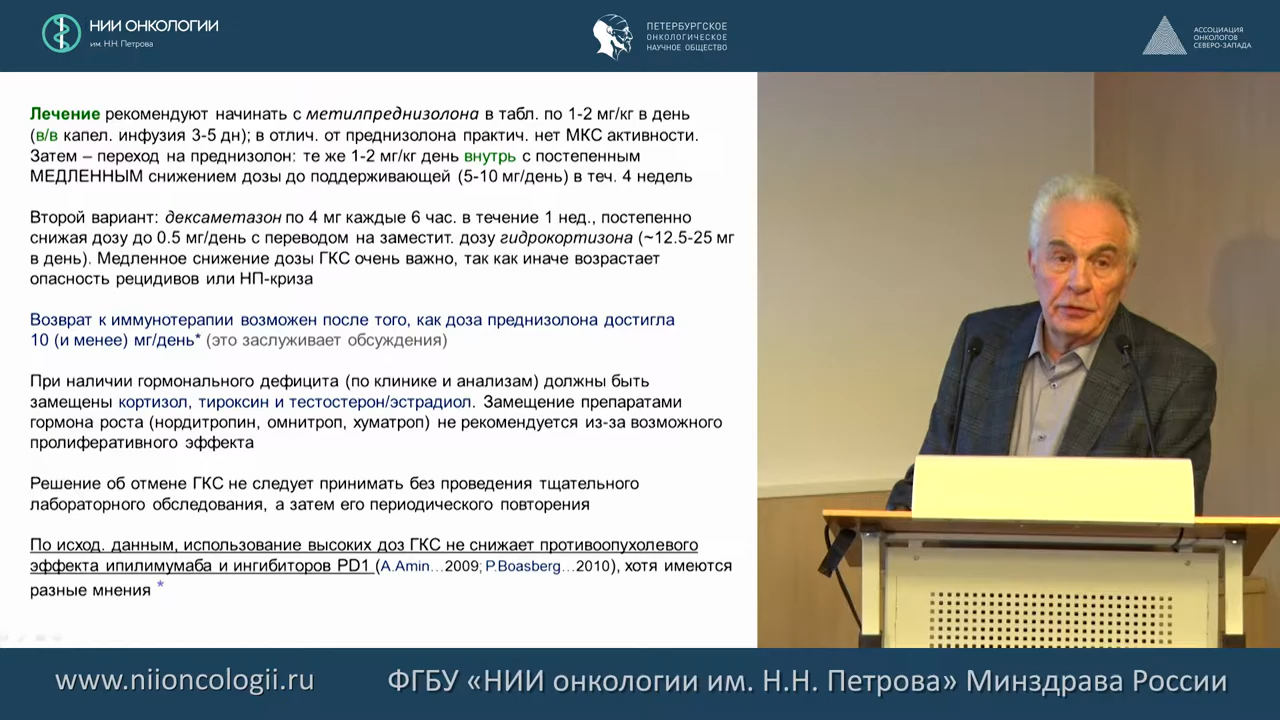 НИИ ОНКОЛОГИИ
им. Н.Н. Петрова
ПЕТЕРБУРГСКОЕ
ОНКОЛОГИЧЕСКОЕ
НАУЧНОЕ ОБЩЕСТВО
АССОЦИАЦИЯ
ОНКОЛОГОВ
СЕВЕРО-ЗАПАДА
Лечение рекомендуют начинать с метилпреднизолона в табл. по 1-2 мг/кг в день
(в/в капел. инфузия 3-5 дн); в отлич. от преднизолона практич. нет МКС активности.
Затем – переход на преднизолон: те же 1-2 мг/кг день внутрь с постепенным
МЕДЛЕННЫМ снижением дозы до поддерживающей (5-10 мг/день) в теч. 4 недель
Второй вариант: дексаметазон по 4 мг каждые 6 час. в течение 1 нед., постепенно
снижая дозу до 0.5 мг/день с переводом на заместит. дозу гидрокортизона (~12.5-25 мг
в день). Медленное снижение дозы ГКС очень важно, так как иначе возрастает
опасность рецидивов или НП-криза
Возврат к иммунотерапии возможен после того, как доза преднизолона достигла
10 (и менее) мг/день* (это заслуживает обсуждения)
При наличии гормонального дефицита (по клинике и анализам) должны быть
замещены кортизол, тироксин и тестостерон/эстрадиол. Замещение препаратами
гормона роста (нордитропин, омнитроп, хуматроп) не рекомендуется из-за возможного
пролиферативного эффекта
Решение об отмене ГКС не следует принимать без проведения тщательного
лабораторного обследования, а затем его периодического повторения
По исход. данным, использование высоких доз ГКС не снижает противоопухолевого
эффекта ипилимумаба и ингибиторов PD1 (A.Amin…2009; P.Boasberg…2010), хотя имеются
разные мнения *
www.niioncologii.ru
ФГБУ «НИИ онкологии им. Н.Н. Петрова» Минздрава России